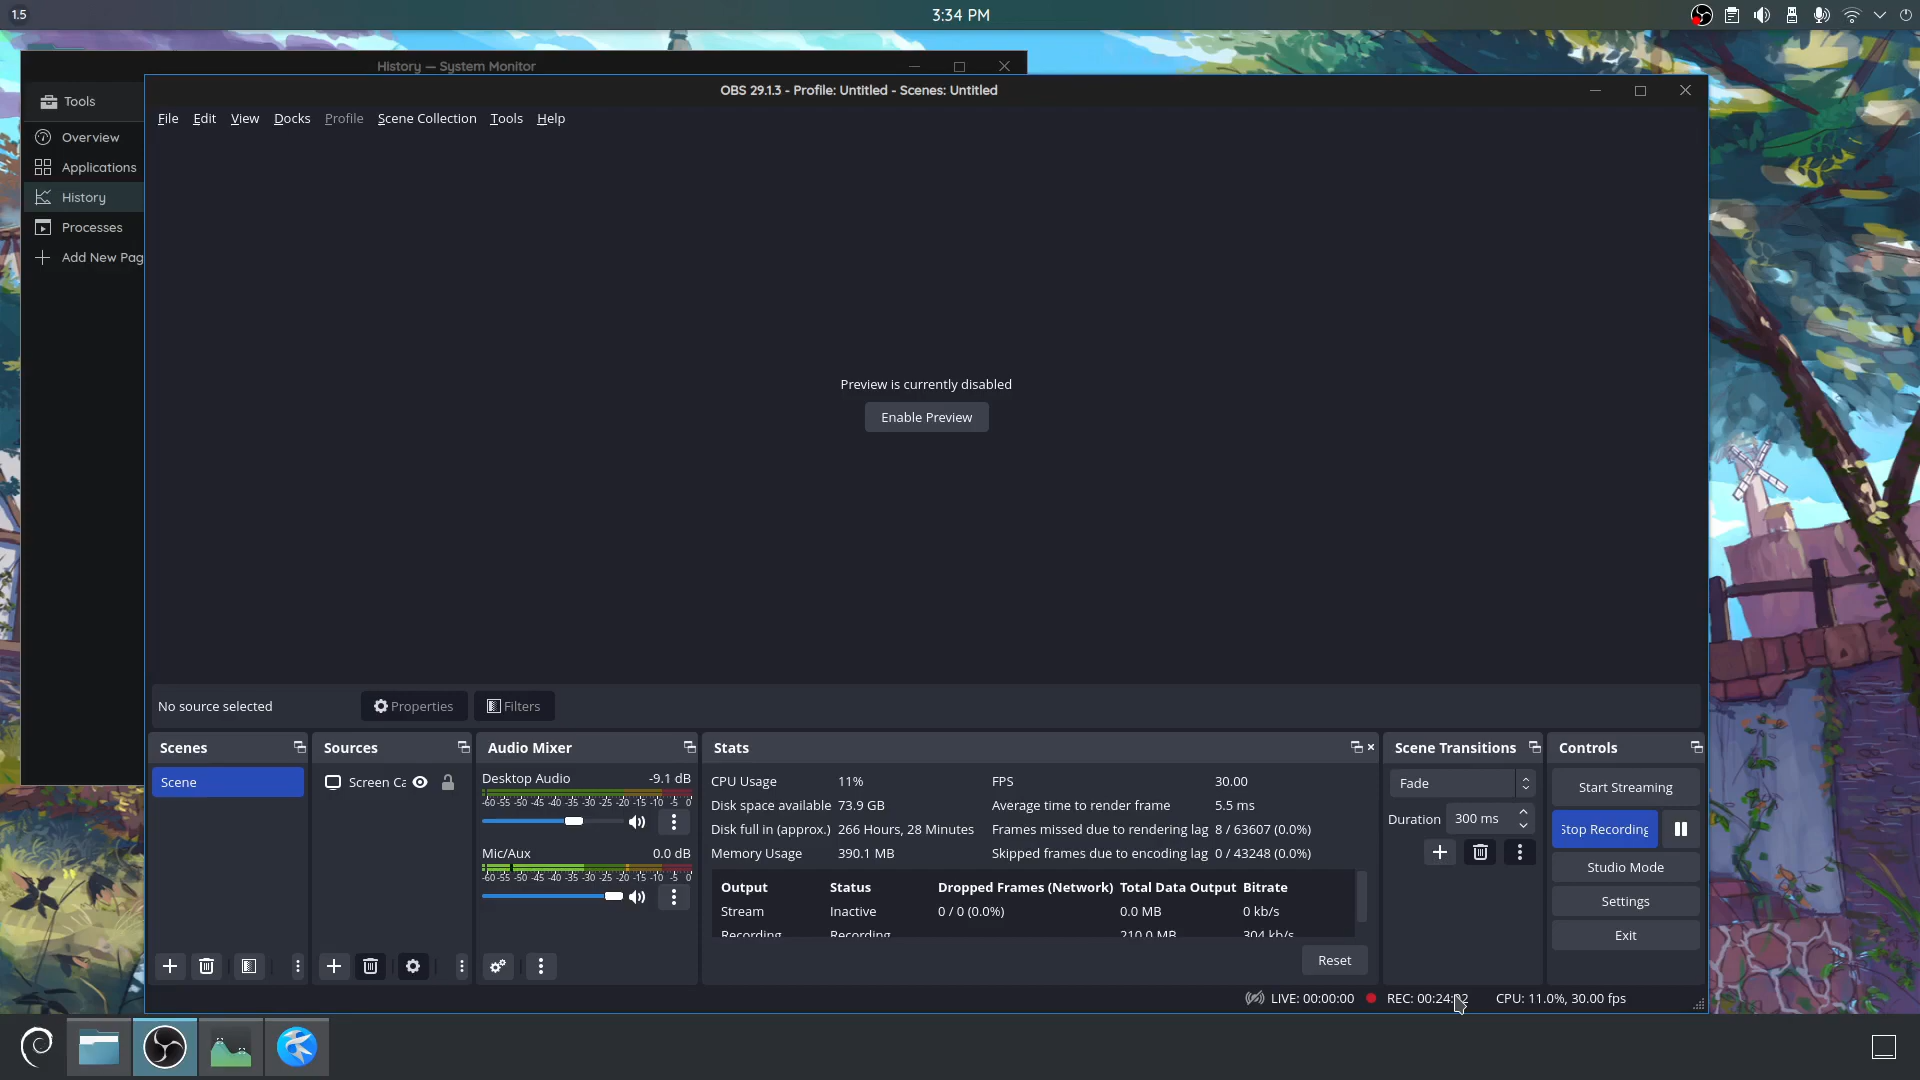 1.5
3:34 PM
History — System Monitor
Tools
Overview
Applications
History
Processes
Add New Pag
OBS 29.1.3 - Profile: Untitled - Scenes: Untitled
File Edit View Docks Profile Scene Collection Tools Help
Preview is currently disabled
Enable Preview
No source selected Properties Filters
Scenes
Scene
Sources
Screen Ca
Audio Mixer
Desktop Audio -9.1 dB
-60 -55 -50 -45 -40 -35 -30 -25 -20 -15 -10 -5 0
Mic/Aux 0.0 dB
-60 -55 -50 -45 -40 -35 -30 -25 -20 -15 -10 -5 0
Stats
CPU Usage 11% FPS 30.00
Disk space available 73.9 GB Average time to render frame 5.5 ms
Disk full in (approx.) 266 Hours, 28 Minutes Frames missed due to rendering lag 8 / 63607 (0.0%)
Memory Usage 390.1 MB Skipped frames due to encoding lag 0 / 43248 (0.0%)
Output Status Dropped Frames (Network) Total Data Output Bitrate
Stream Inactive 0 / 0 (0.0%) 0.0 MB 0 kb/s
Recording Recording 210.0 MB 304 kb/s
Reset
Scene Transitions
Fade
Duration 300 ms
Controls
Start Streaming
Stop Recording
Studio Mode
Settings
Exit
LIVE: 00:00:00 REC: CPU: 11.0%, 30.00 fps